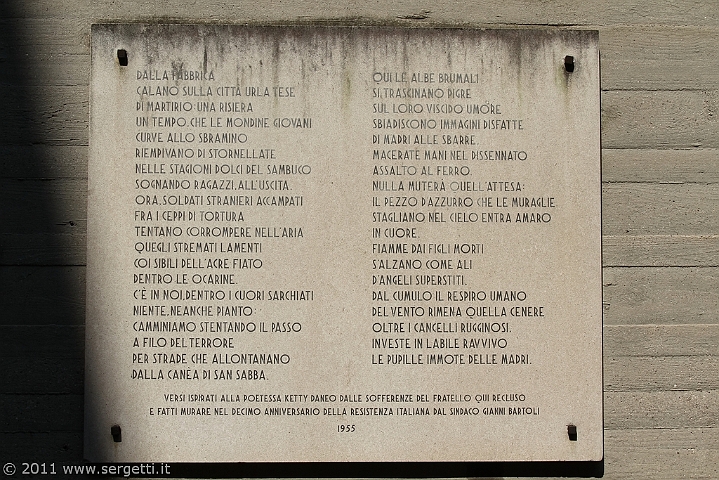 DALLA FABBRICA
CALANO SULLA CITTÀ URLA TESE
DI MARTIRIO: UNA RISIERA
UN TEMPO, CHE LE MONDINE GIOVANI
CURVE ALLO SBRAMINO
RIEMPIVANO DI STORNELLATE
NELLE STAGIONI DOLCI DEL SAMBUCO
SOGNANDO RAGAZZI, ALL'USCITA.
ORA, SOLDATI STRANIERI ACCAMPATI
FRA I CEPPI DI TORTURA
TENTANO CORROMPERE NELL'ARIA
QUEGLI STREMATI LAMENTI
COI SIBILI DELL'ACRE FIATO
DENTRO LE OCARINE.
C'È IN NOI, DENTRO I CUORI SARCHIATI
NIENTE, NEANCHE PIANTO:
CAMMINIAMO STENTANDO IL PASSO
A FILO DEL TERRORE
PER STRADE CHE ALLONTANANO
DALLA CANÉA DI SAN SABBA.
QUI LE ALBE BRUMALI
SI TRASCINANO PIGRE
SUL LORO VISCIDO UMORE
SBIADISCONO IMMAGINI DISFATTE
DI MADRI ALLE SBARRE.
MACERATE MANI NEL DISSENNATO
ASSALTO AL FERRO.
NULLA MUTERÀ QUELL'ATTESA:
IL PEZZO D'AZZURRO CHE LE MURAGLIE
STAGLIANO NEL CIELO ENTRA AMARO
IN CUORE.
FIAMME DAI FIGLI MORTI
S'ALZANO COME ALI
D'ANGELI SUPERSTITI.
DAL CUMULO IL RESPIRO UMANO
DEL VENTO RIMENA QUELLA CENERE
OLTRE I CANCELLI RUGGINOSI.
INVESTE IN LABILE RAVVIVO
LE PUPILLE IMMOTE DELLE MADRI.
VERSI ISPIRATI ALLA POETESSA KETTY DANEO DALLE SOFFERENZE DEL FRATELLO QUI RECLUSO
E FATTI MURARE NEL DECIMO ANNIVERSARIO DELLA RESISTENZA ITALIANA DAL SINDACO GIANNI BARTOLI
1955
© 2011 www.sergetti.it